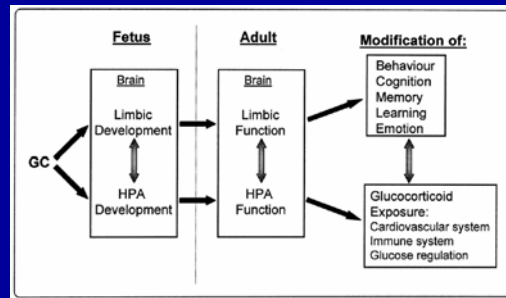 Fetus
Adult
Modification of:
Brain
Limbic
Development
HPA
Development
GC
Brain
Limbic
Function
HPA
Function
Behaviour
Cognition
Memory
Learning
Emotion
Glucocorticoid
Exposure:
Cardiovascular system
Immune system
Glucose regulation